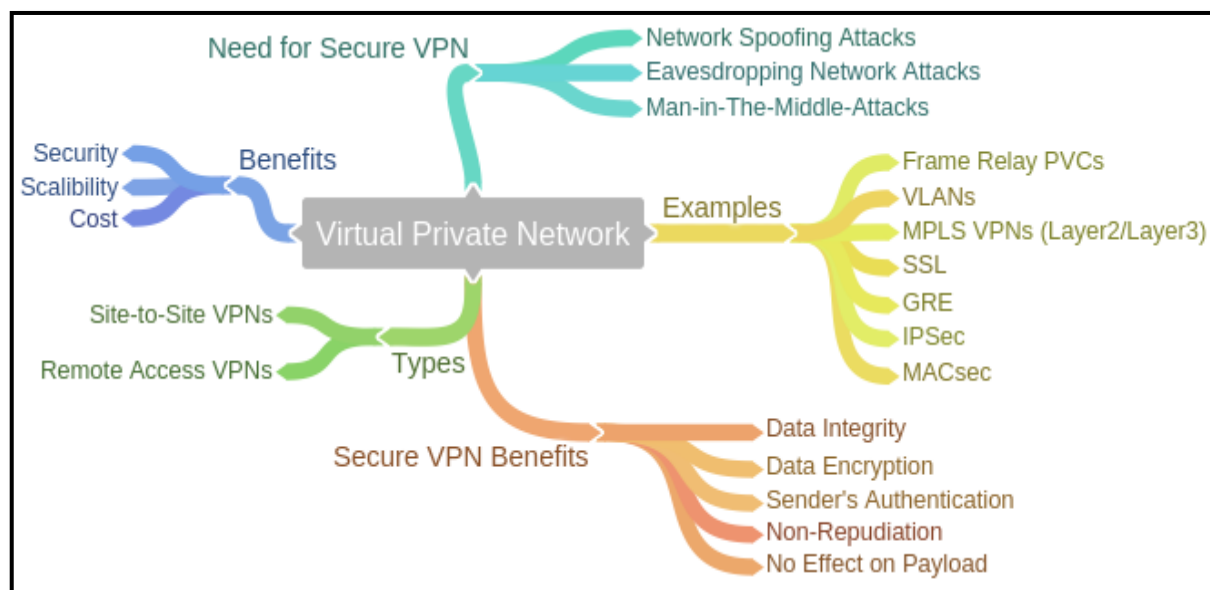 Virtual Private Network
Need for Secure VPN
Network Spoofing Attacks
Eavesdropping Network Attacks
Man-in-The-Middle-Attacks
Benefits
Security
Scalibility
Cost
Examples
Frame Relay PVCs
VLANs
MPLS VPNs (Layer2/Layer3)
SSL
GRE
IPSec
MACsec
Types
Site-to-Site VPNs
Remote Access VPNs
Secure VPN Benefits
Data Integrity
Data Encryption
Sender's Authentication
Non-Repudiation
No Effect on Payload